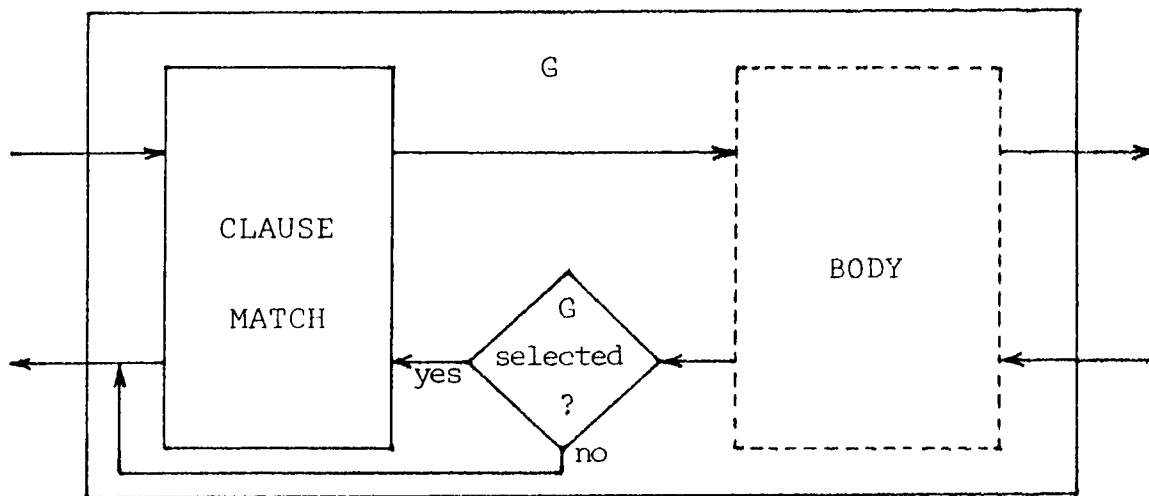 G
CLAUSE
MATCH
BODY
G
selected
?
yes
no